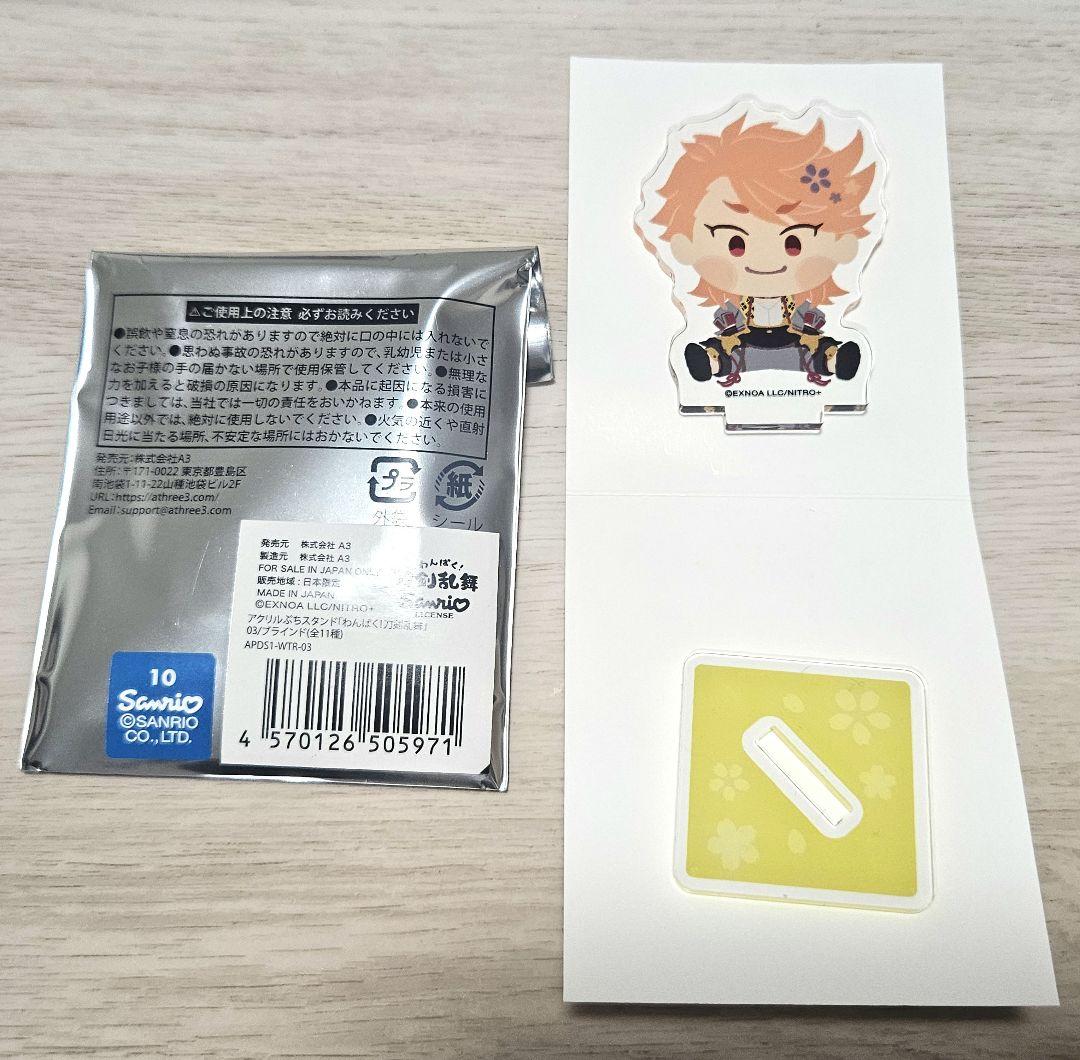 ⚠ご使用上の注意 必ずお読みください
●誤飲や窒息の恐れがありますので絶対に口の中には入れないで
ください。●思わぬ事故の恐れがありますので、乳幼児または小さ
なお子様の手の届かない場所で使用保管してください。●無理な
力を加えると破損の原因になります。●本品に起因になる損害に
つきましては、当社では一切の責任をおいかねます。●本来の使用
用途以外では、絶対に使用しないでください。●火気の近くや直射
日光に当たる場所、不安定な場所にはおかないでください。
発売元：株式会社A3
住所：〒171-0022 東京都豊島区
南池袋1-11-22山種池袋ビル2F
URL：https://athree3.com/
Email：support@athree3.com
プラ
紙
外装
シール
発売元 株式会社 A3
製造元 株式会社 A3
FOR SALE IN JAPAN ONLY
販売地域：日本限定
MADE IN JAPAN
©EXNOA LLC/NITRO+
わんぱく!
剣乱舞
Sanrio
LICENSE
アクリルぷちスタンド「わんぱく!刀剣乱舞」
03/ブラインド(全11種)
APDS1-WTR-03
4 570126 505971
10
Sanrio
©SANRIO
CO.,LTD.
©EXNOA LLC/NITRO+